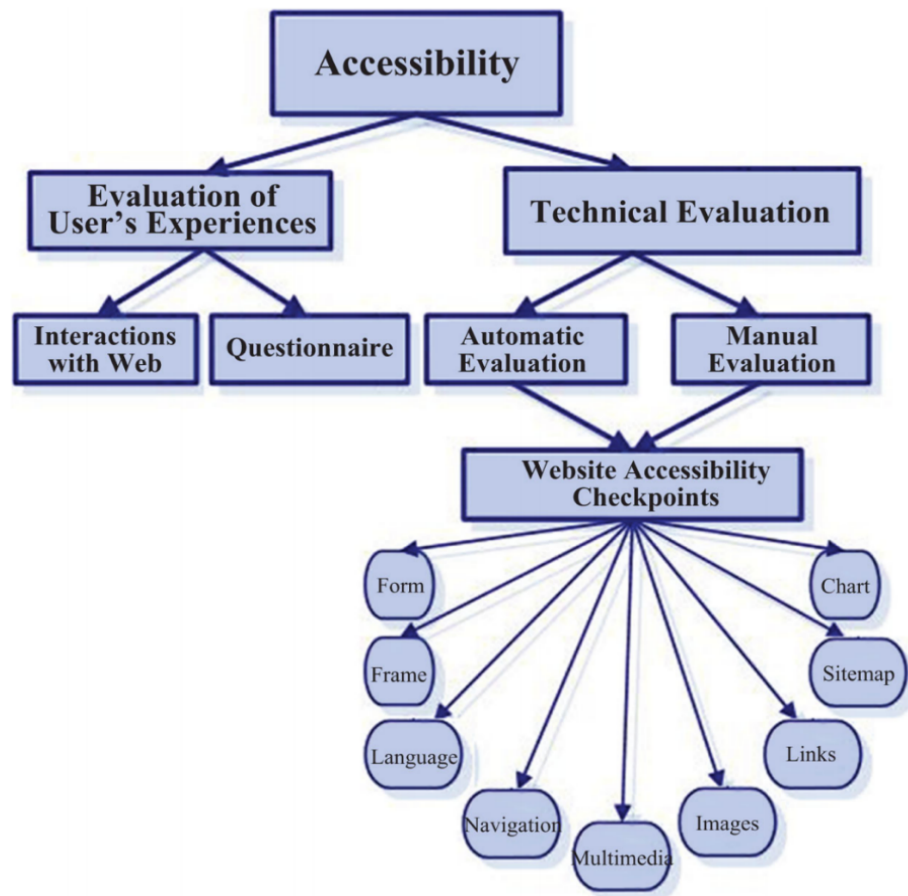 Accessibility
Evaluation of
User’s Experiences
Technical Evaluation
Interactions
with Web
Questionnaire
Automatic
Evaluation
Manual
Evaluation
Website Accessibility
Checkpoints
Form
Chart
Frame
Sitemap
Language
Links
Navigation
Images
Multimedia